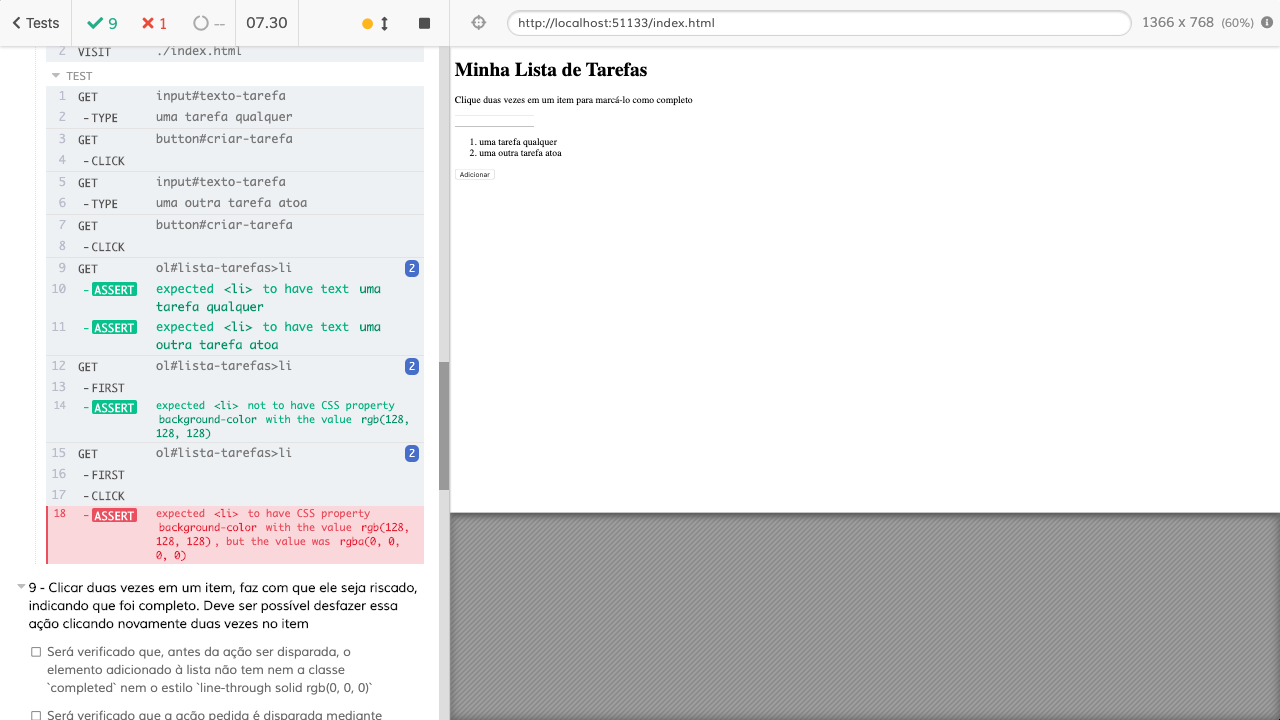 Tests
9
1
--
07.30
http://localhost:51133/index.html
1366 x 768 (60%)
2 VISIT ./index.html
TEST
1 GET input#texto-tarefa
2 -TYPE uma tarefa qualquer
3 GET button#criar-tarefa
4 -CLICK
5 GET input#texto-tarefa
6 -TYPE uma outra tarefa atoa
7 GET button#criar-tarefa
8 -CLICK
9 GET ol#lista-tarefas>li 2
10 -ASSERT expected <li> to have text uma
tarefa qualquer
11 -ASSERT expected <li> to have text uma
outra tarefa atoa
12 GET ol#lista-tarefas>li 2
13 -FIRST
14 -ASSERT expected <li> not to have CSS property
background-color with the value rgb(128,
128, 128)
15 GET ol#lista-tarefas>li 2
16 -FIRST
17 -CLICK
18 -ASSERT expected <li> to have CSS property
background-color with the value rgb(128,
128, 128), but the value was rgba(0, 0,
0, 0)
9 - Clicar duas vezes em um item, faz com que ele seja riscado,
indicando que foi completo. Deve ser possível desfazer essa
ação clicando novamente duas vezes no item
Será verificado que, antes da ação ser disparada, o
elemento adicionado à lista não tem nem a classe
`completed` nem o estilo `line-through solid rgb(0, 0, 0)`
Será verificado que a ação pedida é disparada mediante
Minha Lista de Tarefas
Clique duas vezes em um item para marcá-lo como completo
1. uma tarefa qualquer
2. uma outra tarefa atoa
Adicionar